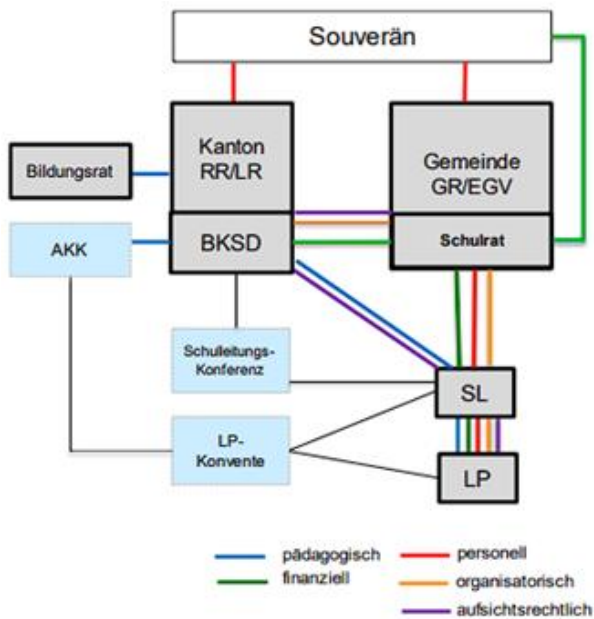 Souverän
Kanton
RR/LR
Gemeinde
GR/EGV
Bildungsrat
AKK
BKSD
Schulrat
Schulleitungs-
Konferenz
SL
LP-
Konvente
LP
pädagogisch
personell
finanziell
organisatorisch
aufsichtsrechtlich